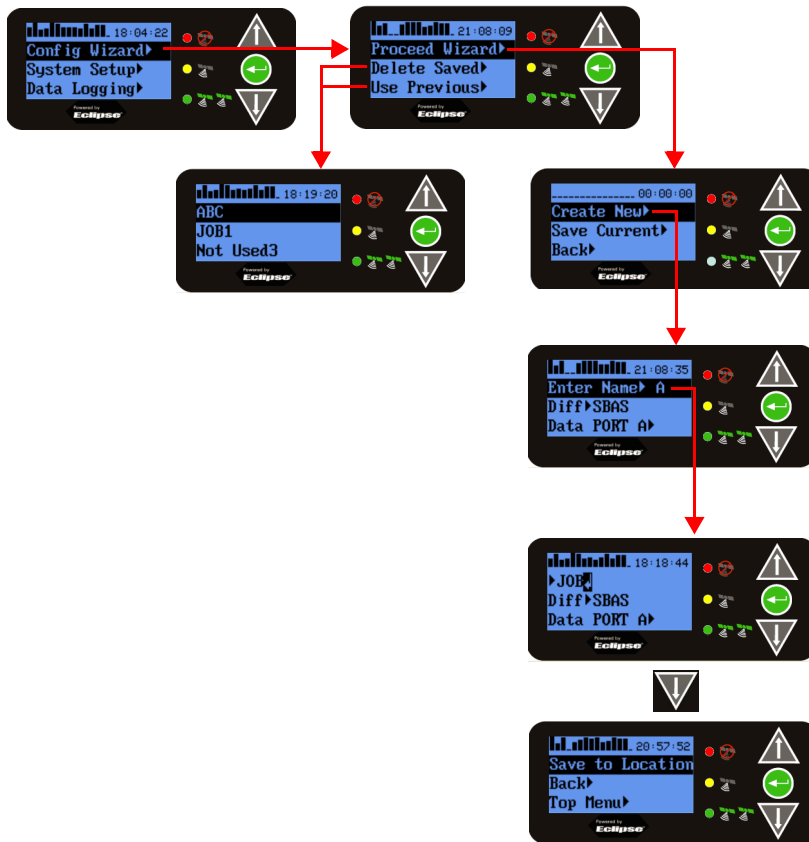 18:04:22
Config Wizard
System Setup
Data Logging
Powered by
Eclipse
21:08:09
Proceed Wizard
Delete Saved
Use Previous
Powered by
Eclipse
18:19:20
ABC
JOB1
Not Used3
Powered by
Eclipse
00:00:00
Create New
Save Current
Back
Powered by
Eclipse
21:08:35
Enter Name A
Diff SBAS
Data PORT A
Powered by
Eclipse
18:18:44
JOB
Diff SBAS
Data PORT A
Powered by
Eclipse
20:57:52
Save to Location
Back
Top Menu
Powered by
Eclipse